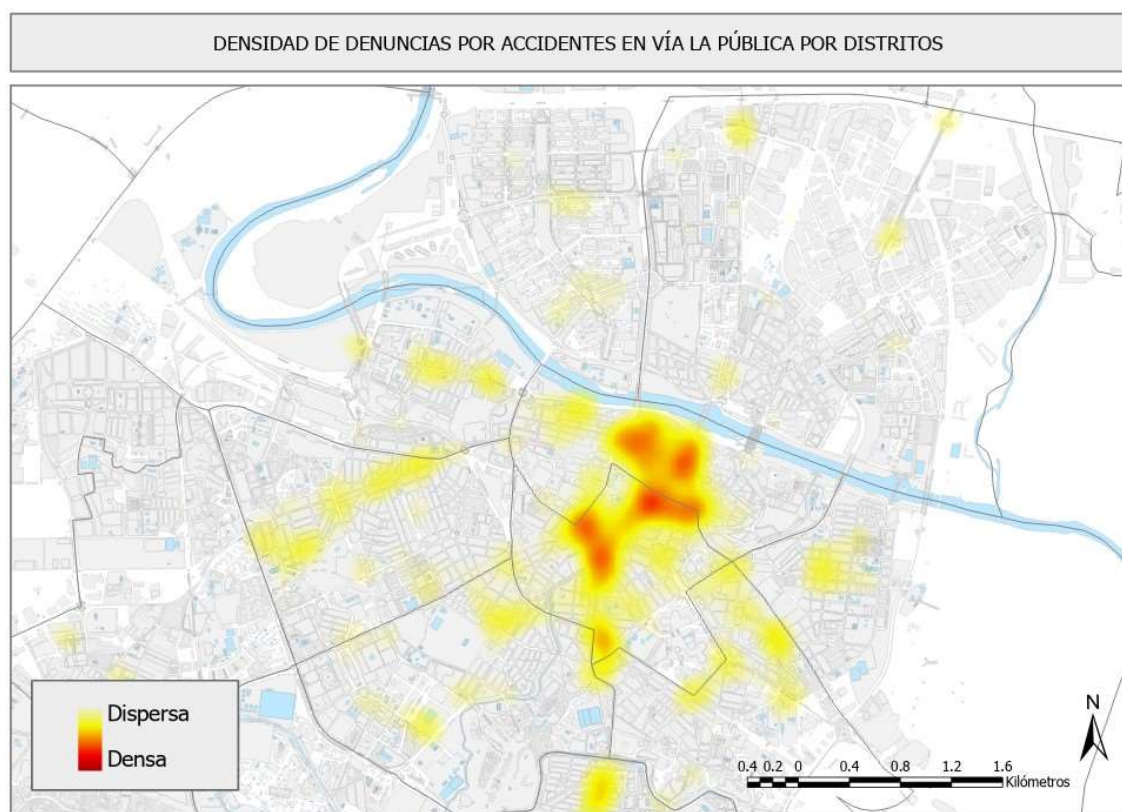 DENSIDAD DE DENUNCIAS POR ACCIDENTES EN VÍA LA PÚBLICA POR DISTRITOS
Dispersa
Densa
N
0.4 0.2 0 0.4 0.8 1.2 1.6
Kilómetros